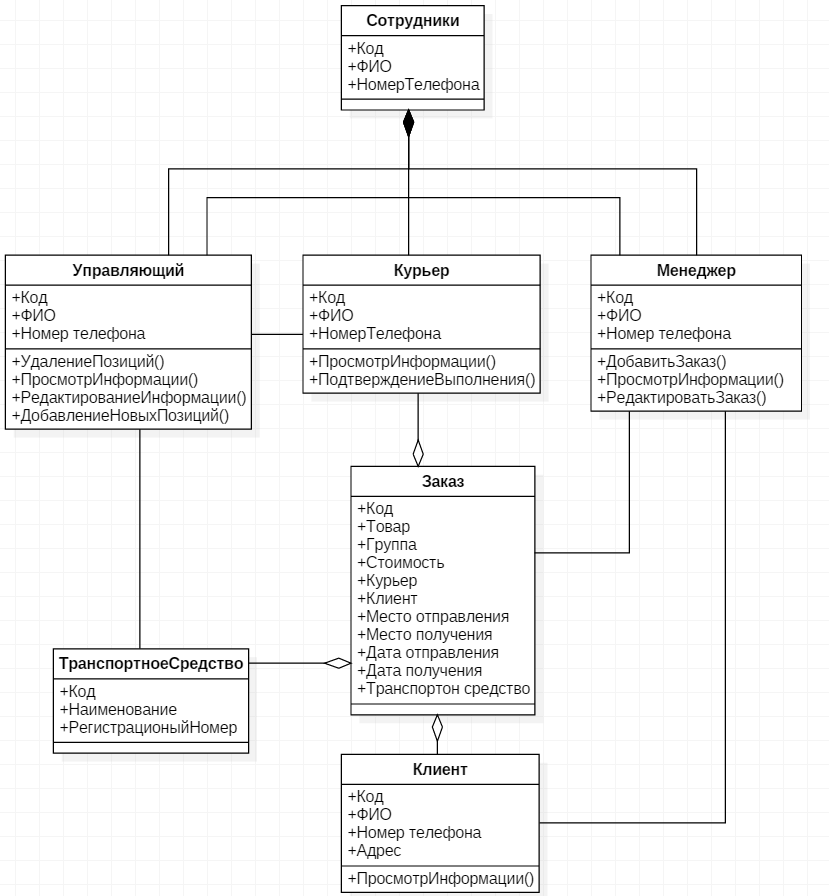 Сотрудники
+Код
+ФИО
+НомерТелефона
Управляющий
+Код
+ФИО
+Номер телефона
+УдалениеПозиций()
+ПросмотрИнформации()
+РедактированиеИнформации()
+ДобавлениеНовыхПозиций()
Курьер
+Код
+ФИО
+НомерТелефона
+ПросмотрИнформации()
+ПодтверждениеВыполнения()
Менеджер
+Код
+ФИО
+Номер телефона
+ДобавитьЗаказ()
+ПросмотрИнформации()
+РедактироватьЗаказ()
Заказ
+Код
+Товар
+Группа
+Стоимость
+Курьер
+Клиент
+Место отправления
+Место получения
+Дата отправления
+Дата получения
+Транспортон средство
ТранспортноеСредство
+Код
+Наименование
+РегистрационыйНомер
Клиент
+Код
+ФИО
+Номер телефона
+Адрес
+ПросмотрИнформации()